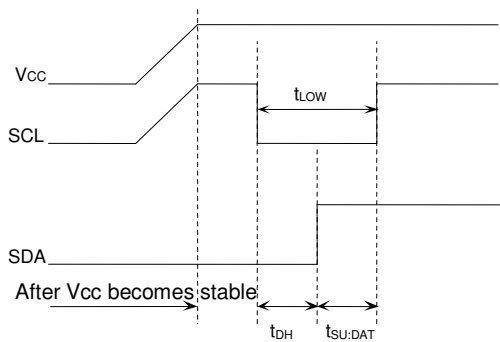 VCC
tLOW
SCL
SDA
After Vcc becomes stable
tDH
tSU:DAT